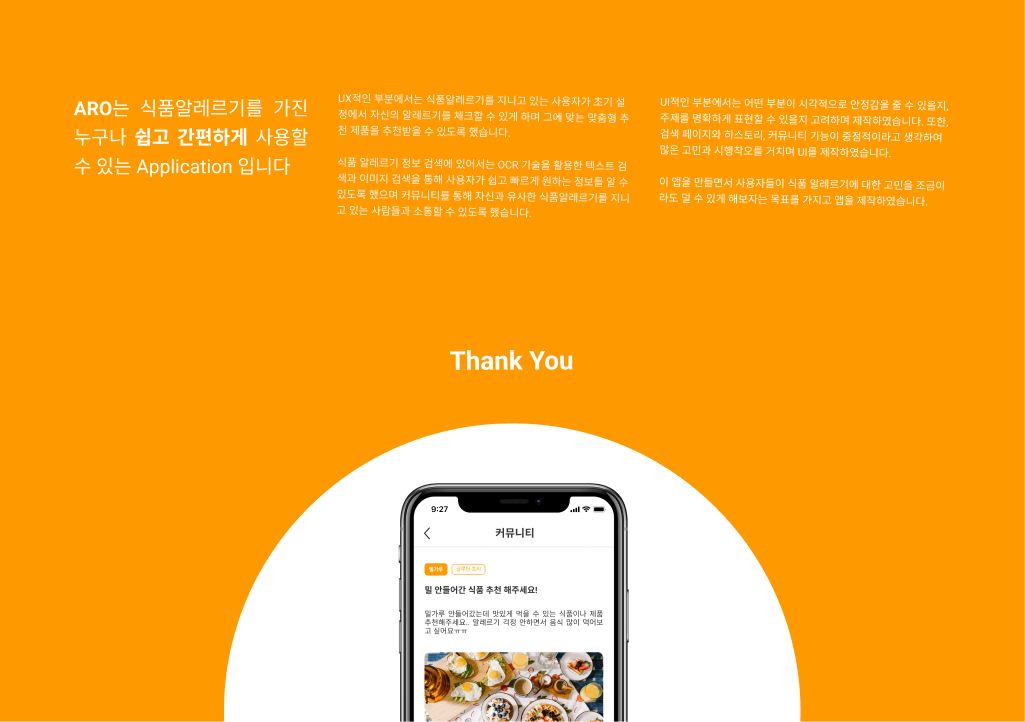 ARO는 식품알레르기를 가진
누구나 쉽고 간편하게 사용할
수 있는 Application 입니다
UX적인 부분에서는 식품알레르기를 지니고 있는 사용자가 초기 설
정에서 자신의 알레르기를 체크할 수 있게 하며 그에 맞는 맞춤형 추
천 제품을 추천받을 수 있도록 했습니다.
식품 알레르기 정보 검색에 있어서는 OCR 기술을 활용한 텍스트 검
색과 이미지 검색을 통해 사용자가 쉽고 빠르게 원하는 정보를 알 수
있도록 했으며 커뮤니티를 통해 자신과 유사한 식품알레르기를 지니
고 있는 사람들과 소통할 수 있도록 했습니다.
UI적인 부분에서는 어떤 부분이 시각적으로 안정감을 줄 수 있을지,
주제를 명확하게 표현할 수 있을지 고려하며 제작하였습니다. 또한,
검색 페이지와 히스토리, 커뮤니티 기능이 중점적이라고 생각하여
많은 고민과 시행착오를 거치며 UI를 제작하였습니다.
이 앱을 만들면서 사용자들이 식품 알레르기에 대한 고민을 조금이
라도 덜 수 있게 해보자는 목표를 가지고 앱을 제작하였습니다.
Thank You
9:27
커뮤니티
밀가루 글루텐 프리
밀 안들어간 식품 추천 해주세요!
밀가루 안들어갔는데 맛있게 먹을 수 있는 식품이나 제품
추천해주세요.. 알레르기 걱정 안하면서 음식 많이 먹어보
고 싶어요ㅠㅠ